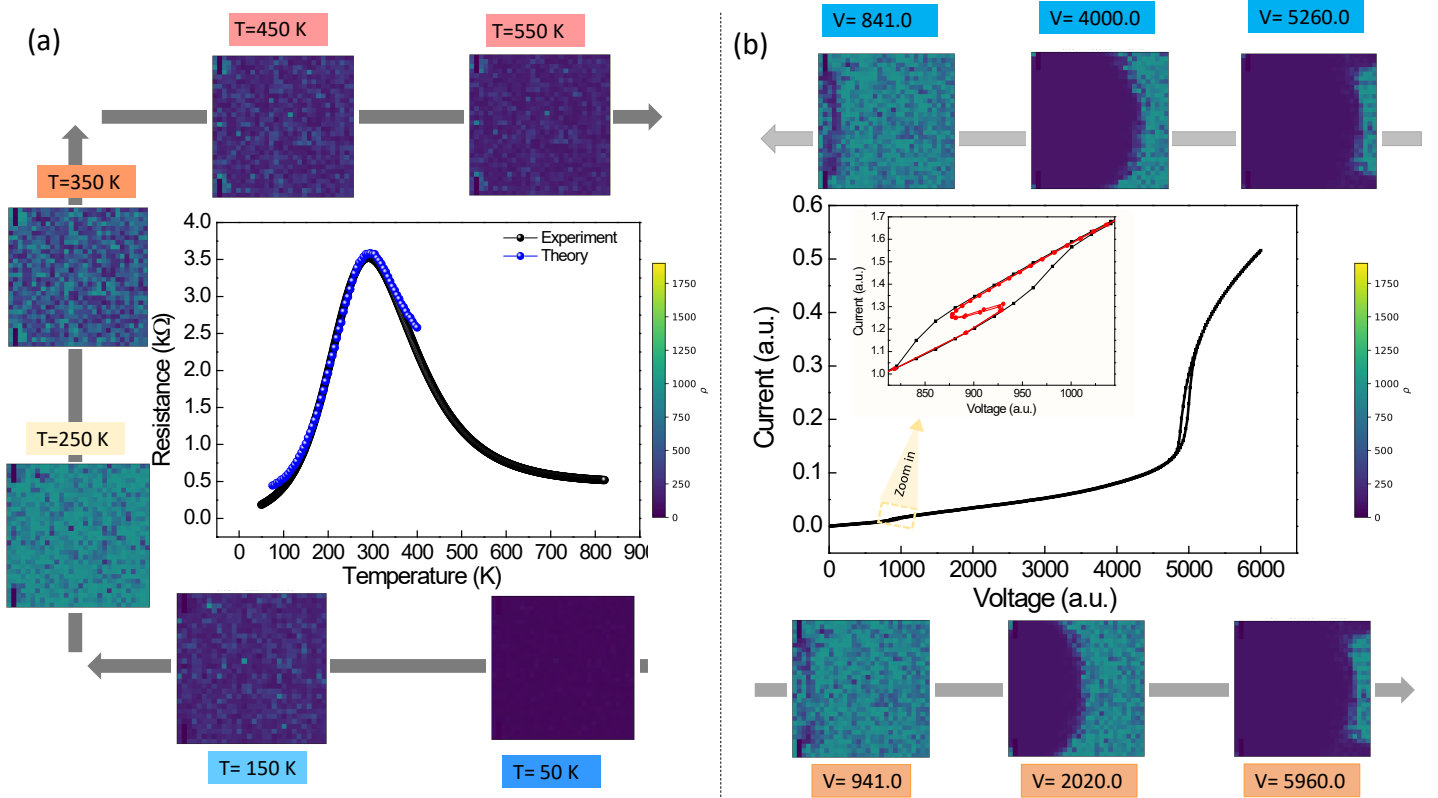 (a)
T=450 K
T=550 K
T=350 K
T=250 K
T= 150 K
T= 50 K
4.0
3.5
3.0
2.5
2.0
1.5
1.0
0.5
0.0
Resistance (kΩ)
Experiment
Theory
0 100 200 300 400 500 600 700 800 900
Temperature (K)
1750
1500
1250
1000
750
500
250
0
ρ
(b)
V= 841.0
V= 4000.0
V= 5260.0
0.6
0.5
0.4
0.3
0.2
0.1
0.0
Current (a.u.)
0 1000 2000 3000 4000 5000 6000
Voltage (a.u.)
1.7
1.6
1.5
1.4
1.3
1.2
1.1
1.0
Current (a.u.)
850 900 950 1000
Voltage (a.u.)
Zoom in
1750
1500
1250
1000
750
500
250
0
ρ
V= 941.0
V= 2020.0
V= 5960.0